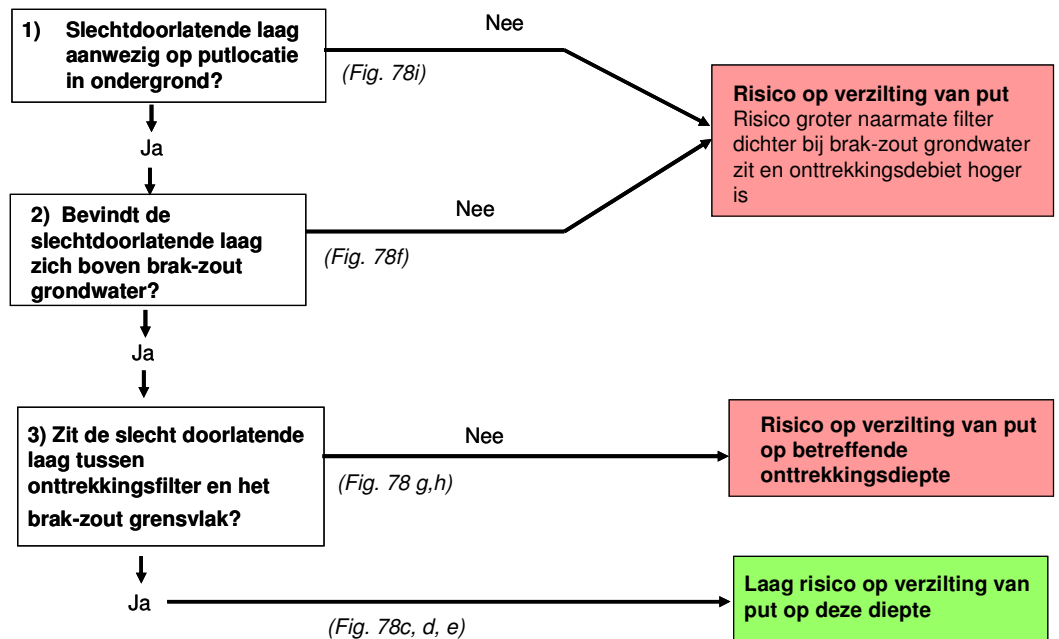 1) Slechtdoorlatende laag
aanwezig op putlocatie
in ondergrond?
Nee
(Fig. 78i)
Risico op verzilting van put
Risico groter naarmate filter
dichter bij brak-zout grondwater
zit en onttrekkingsdebiet hoger
is
Ja
2) Bevindt de
slechtdoorlatende laag
zich boven brak-zout
grondwater?
Nee
(Fig. 78f)
Ja
3) Zit de slecht doorlatende
laag tussen
onttrekkingsfilter en het
brak-zout grensvlak?
Nee
(Fig. 78 g,h)
Risico op verzilting van put
op betreffende
onttrekkingsdiepte
Ja
(Fig. 78c, d, e)
Laag risico op verzilting van
put op deze diepte